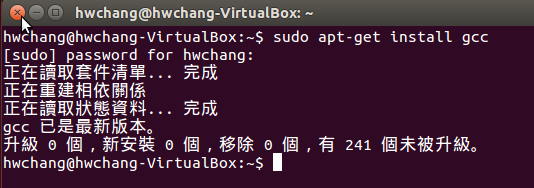 hwchang@hwchang-VirtualBox: ~
hwchang@hwchang-VirtualBox:~$ sudo apt-get install gcc
[sudo] password for hwchang:
正在讀取套件清單... 完成
正在重建相依關係
正在讀取狀態資料... 完成
gcc 已是最新版本。
升級 0 個，新安裝 0 個，移除 0 個，有 241 個未被升級。
hwchang@hwchang-VirtualBox:~$